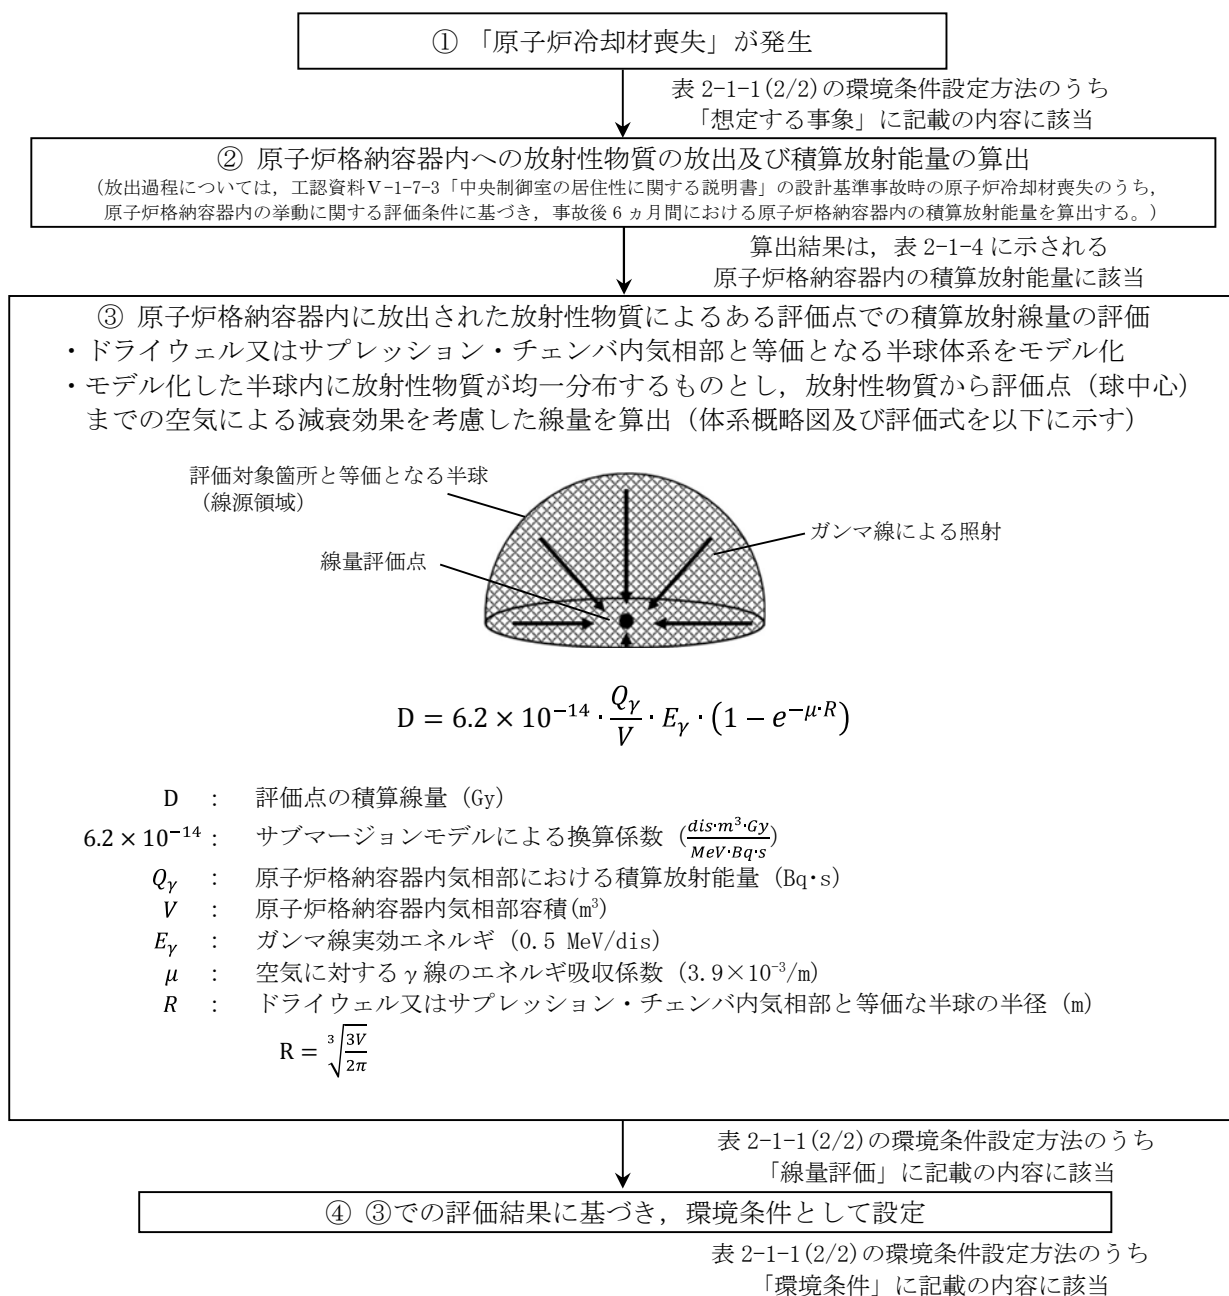 ① 「原子炉冷却材喪失」が発生
表 2-1-1(2/2)の環境条件設定方法のうち
「想定する事象」に記載の内容に該当
② 原子炉格納容器内への放射性物質の放出及び積算放射能量の算出
(放出過程については，工認資料Ⅴ-1-7-3「中央制御室の居住性に関する説明書」の設計基準事故時の原子炉冷却材喪失のうち，
原子炉格納容器内の挙動に関する評価条件に基づき，事故後 6 ヵ月間における原子炉格納容器内の積算放射能量を算出する。)
算出結果は，表 2-1-4 に示される
原子炉格納容器内の積算放射能量に該当
③ 原子炉格納容器内に放出された放射性物質によるある評価点での積算放射線量の評価
・ドライウェル又はサプレッション・チェンバ内気相部と等価となる半球体系をモデル化
・モデル化した半球内に放射性物質が均一分布するものとし，放射性物質から評価点（球中心）
までの空気による減衰効果を考慮した線量を算出（体系概略図及び評価式を以下に示す）
評価対象箇所と等価となる半球
（線源領域）
ガンマ線による照射
線量評価点
D = 6.2 × 10⁻¹⁴ · Qγ/V · Eγ · (1 − e^(−μ·R))
D : 評価点の積算線量 (Gy)
6.2 × 10⁻¹⁴ : サブマージョンモデルによる換算係数 (dis·m³·Gy/MeV·Bq·s)
Qγ : 原子炉格納容器内気相部における積算放射能量 (Bq・s)
V : 原子炉格納容器内気相部容積(m³)
Eγ : ガンマ線実効エネルギ (0.5 MeV/dis)
μ : 空気に対するγ線のエネルギ吸収係数 (3.9×10⁻³/m)
R : ドライウェル又はサプレッション・チェンバ内気相部と等価な半球の半径 (m)
R = ∛(3V/2π)
表 2-1-1(2/2)の環境条件設定方法のうち
「線量評価」に記載の内容に該当
④ ③での評価結果に基づき，環境条件として設定
表 2-1-1(2/2)の環境条件設定方法のうち
「環境条件」に記載の内容に該当